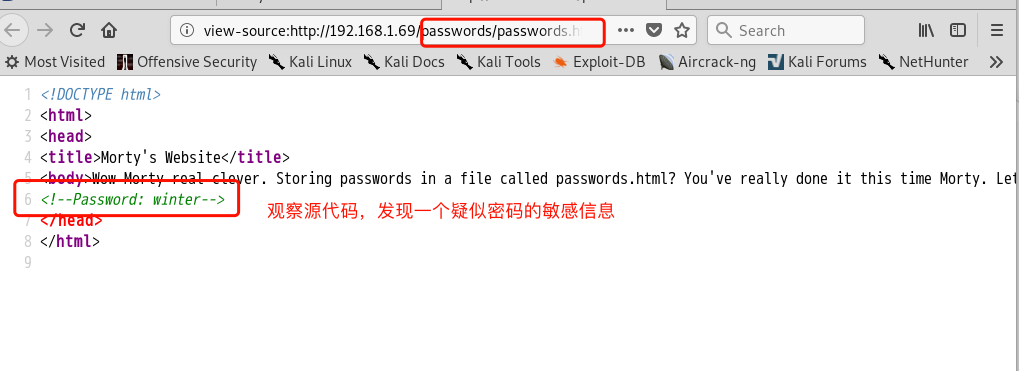 view-source:http://192.168.1.69/passwords/passwords.h
Search
Most Visited Offensive Security Kali Linux Kali Docs Kali Tools Exploit-DB Aircrack-ng Kali Forums NetHunter
1 <!DOCTYPE html>
2 <html>
3 <head>
4 <title>Morty's Website</title>
5 <body>Wow Morty real clever. Storing passwords in a file called passwords.html? You've really done it this time Morty. Let
6 <!--Password: winter-->
观察源代码，发现一个疑似密码的敏感信息
7 </head>
8 </html>
9